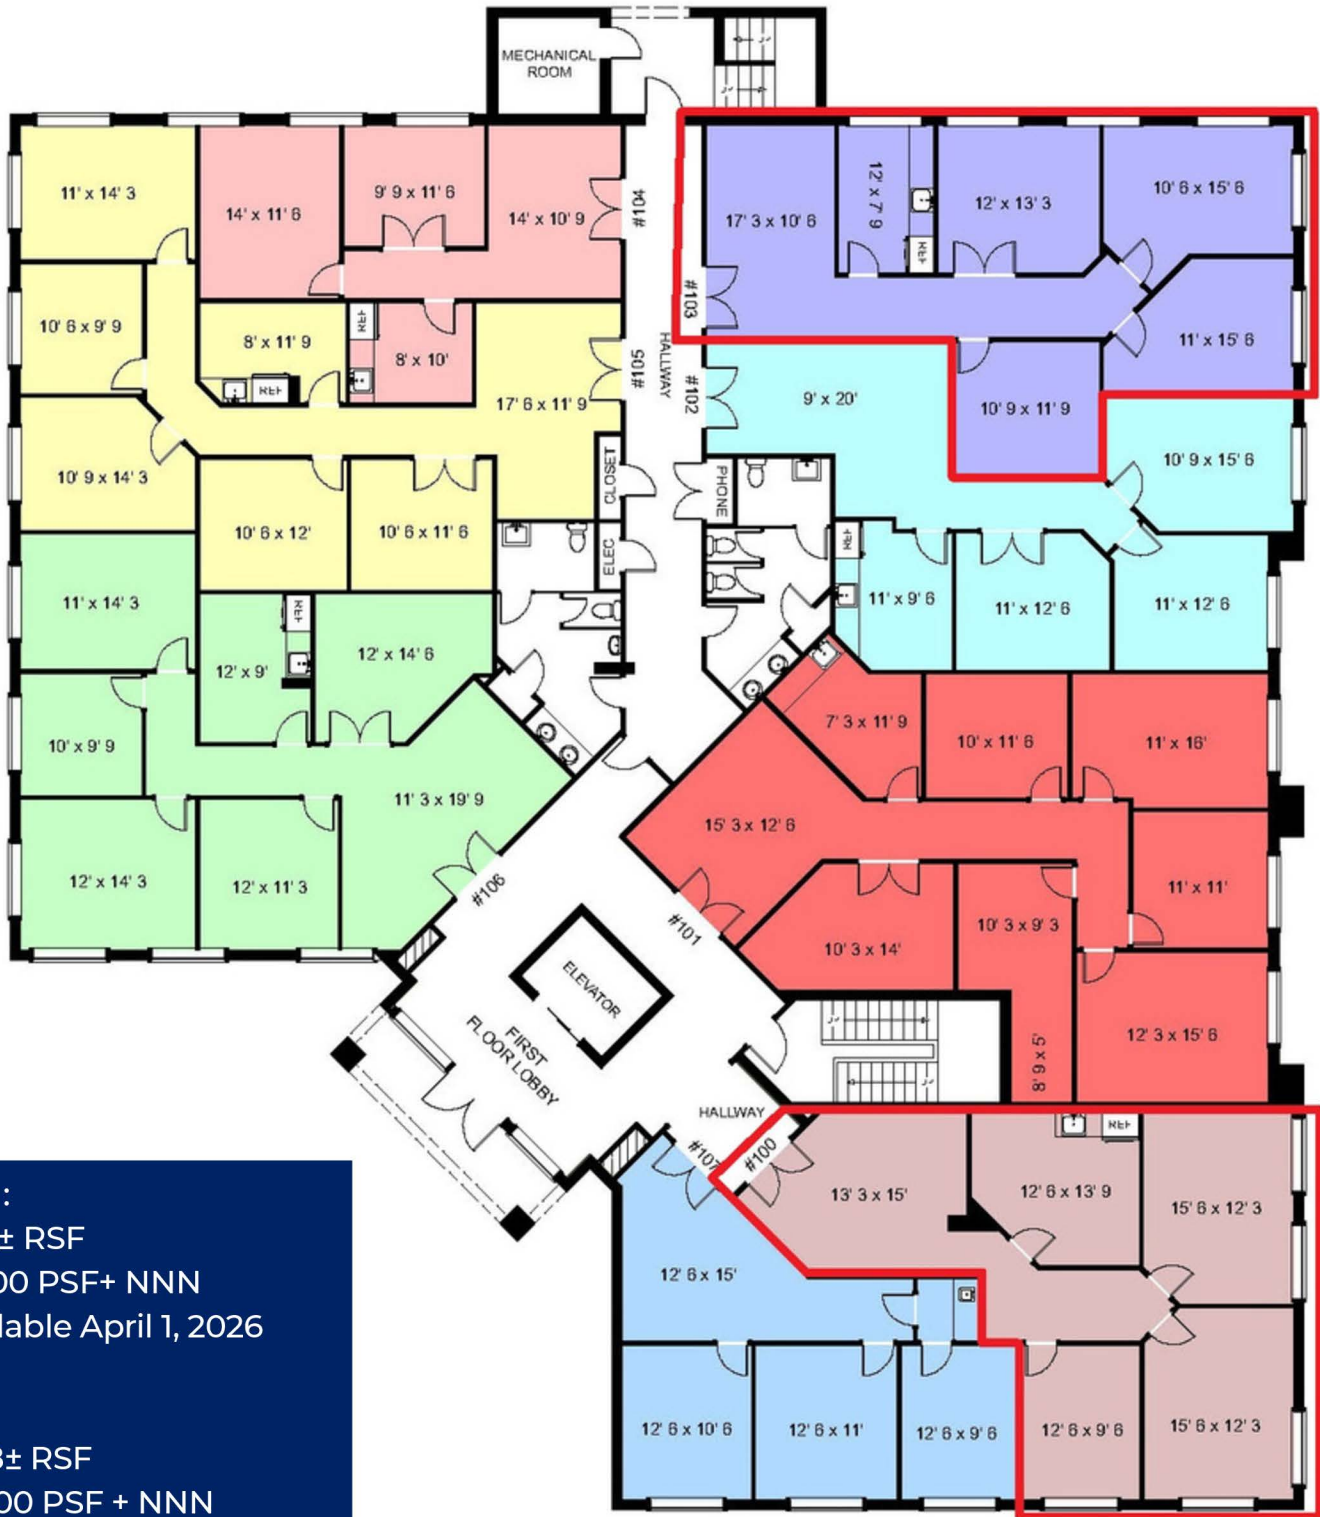 MECHANICAL
ROOM
11' x 14' 3
14' x 11' 6
9' 9 x 11' 6
14' x 10' 9
#104
17' 3 x 10' 6
12' x 7' 9
REF
12' x 13' 3
10' 6 x 15' 6
#103
11' x 15' 6
10' 6 x 9' 9
8' x 11' 9
REF
REF
8' x 10'
17' 6 x 11' 9
#105
HALLWAY
#102
9' x 20'
10' 9 x 11' 9
10' 9 x 15' 6
10' 9 x 14' 3
10' 6 x 12'
10' 6 x 11' 6
CLOSET
ELEC
PHONE
REF
11' x 9' 6
11' x 12' 6
11' x 12' 6
11' x 14' 3
12' x 9'
REF
12' x 14' 6
10' x 9' 9
11' 3 x 19' 9
12' x 14' 3
12' x 11' 3
#106
7' 3 x 11' 9
10' x 11' 6
11' x 16'
15' 3 x 12' 6
11' x 11'
10' 3 x 14'
10' 3 x 9' 3
#101
12' 3 x 15' 6
8' 9 x 5'
ELEVATOR
FIRST
FLOOR LOBBY
HALLWAY
#107
#100
13' 3 x 15'
12' 6 x 13' 9
REF
15' 6 x 12' 3
12' 6 x 15'
12' 6 x 10' 6
12' 6 x 11'
12' 6 x 9' 6
12' 6 x 9' 6
15' 6 x 12' 3
:
± RSF
00 PSF+ NNN
lable April 1, 2026
3± RSF
00 PSF + NNN